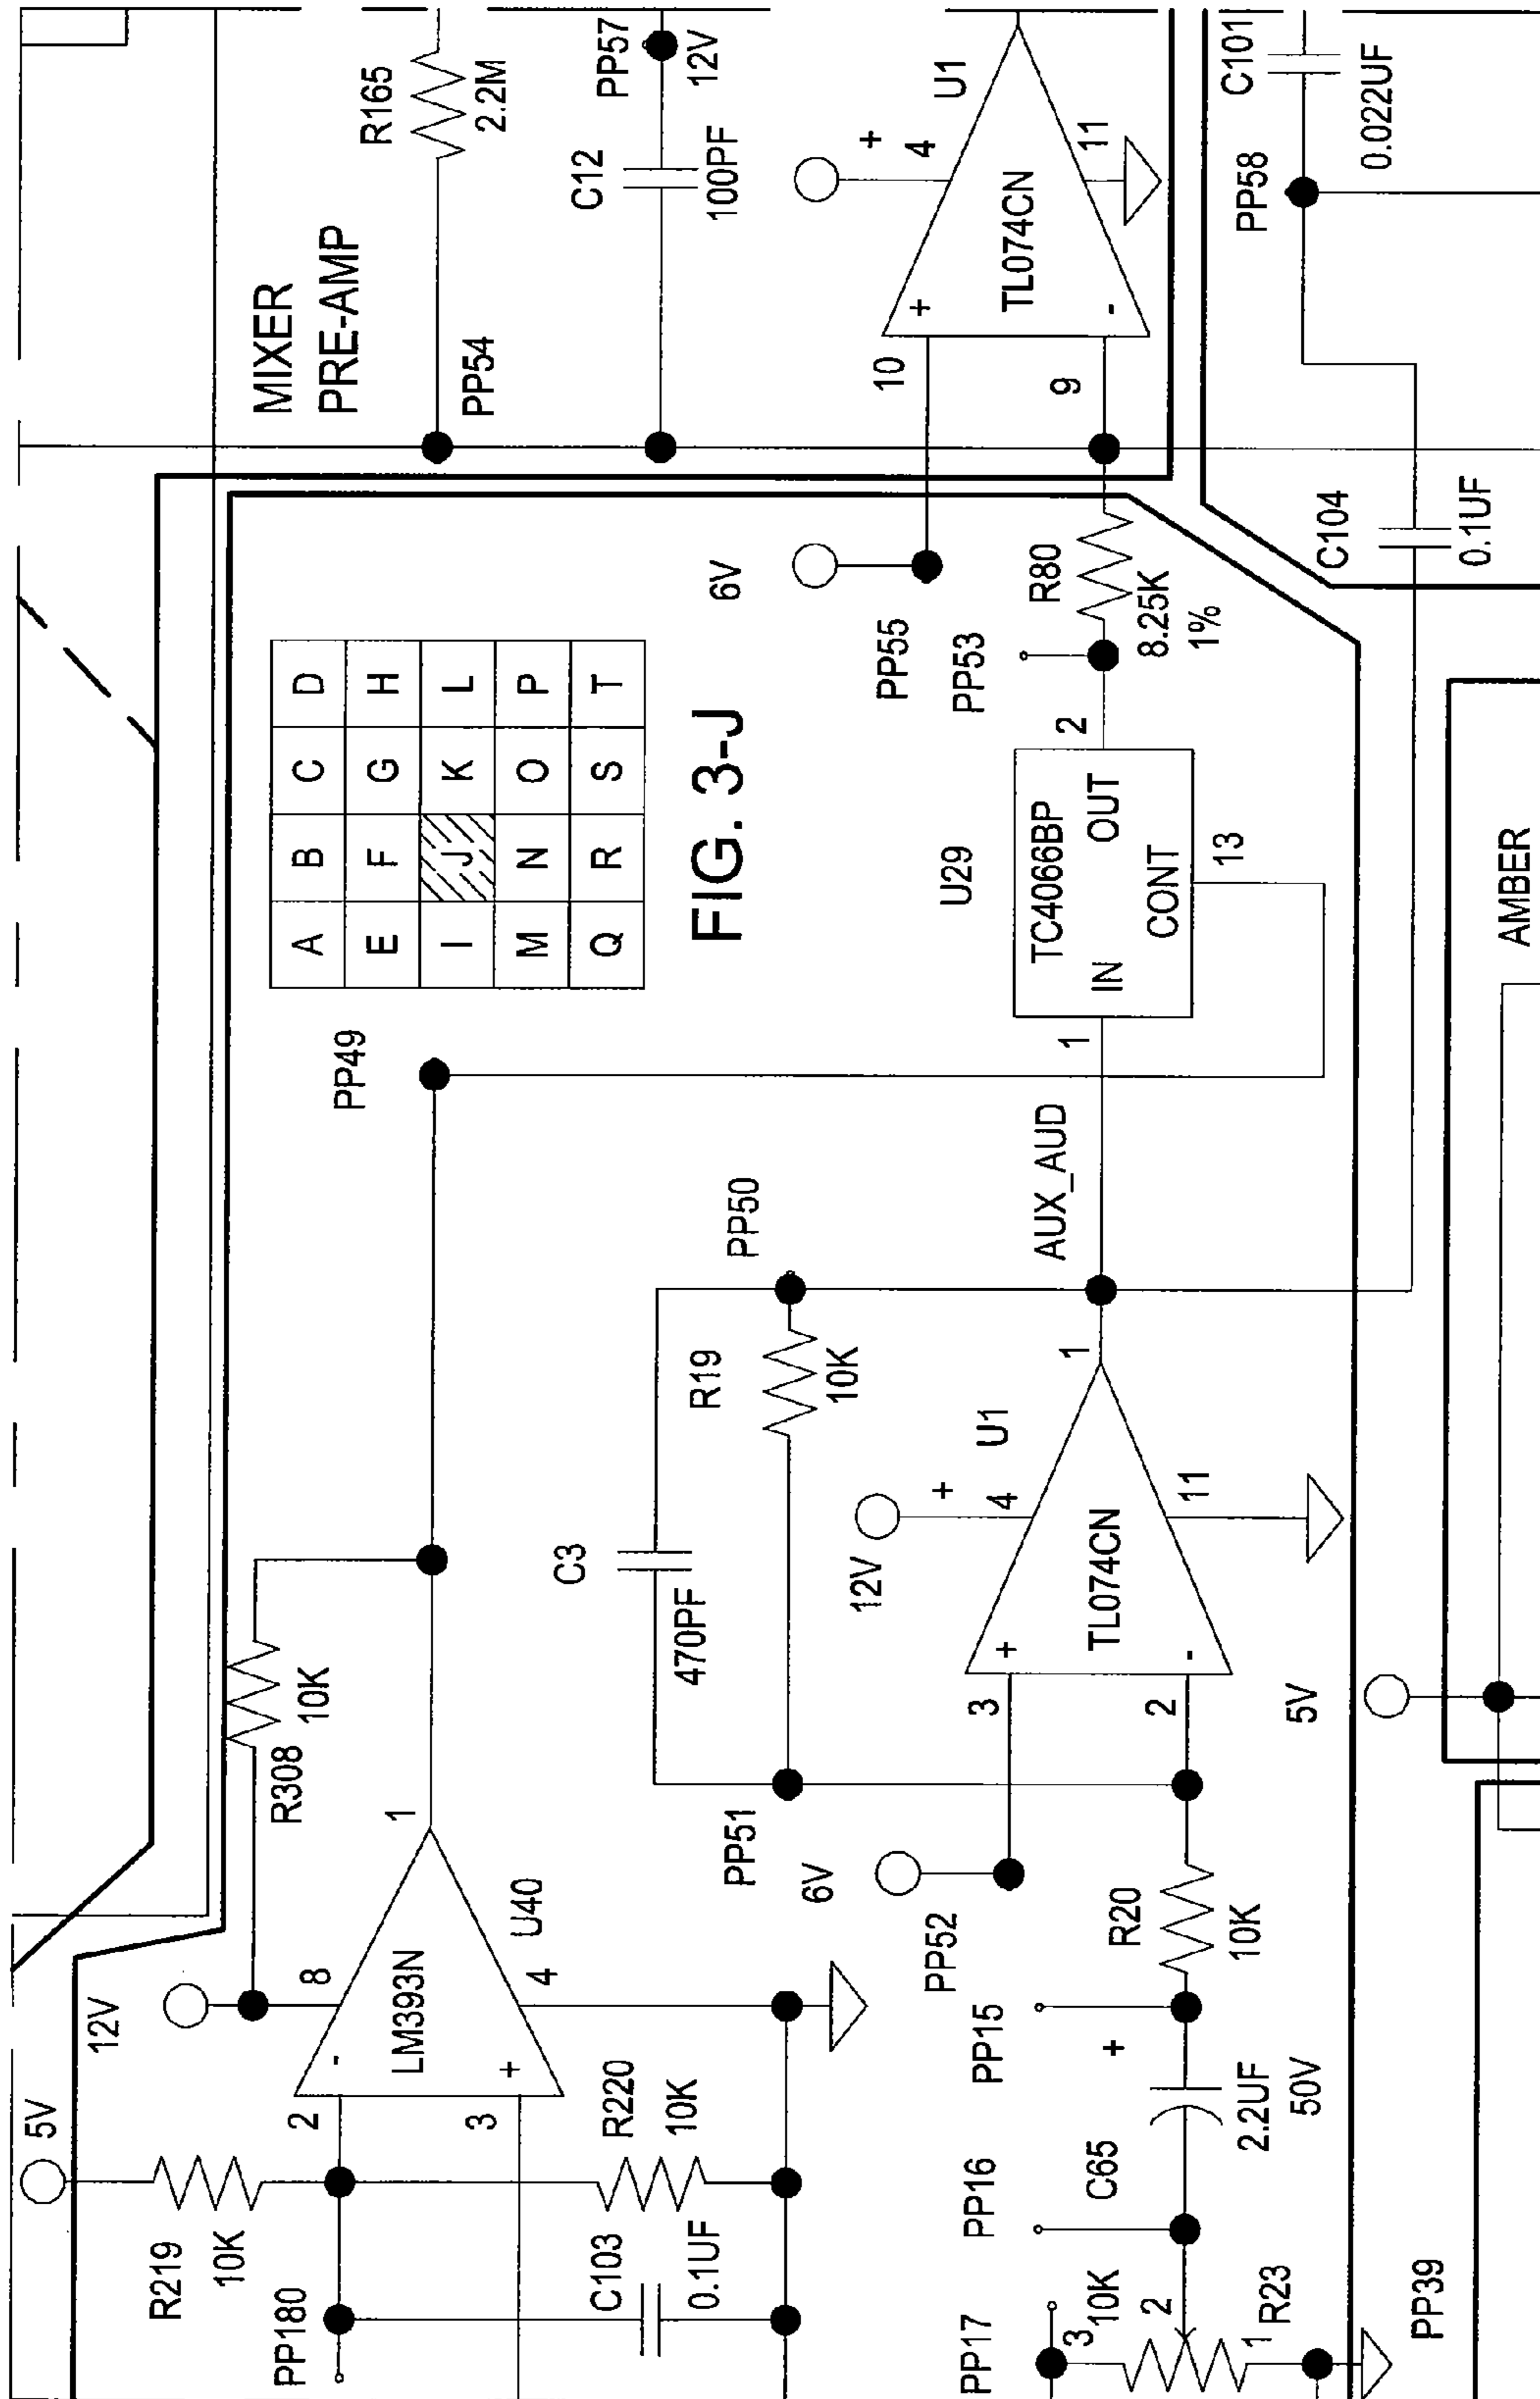 5V
R219
10K
PP180
2
3
-
+
LM393N
8
12V
4
U40
1
R308
10K
R220
10K
C103
0.1UF
PP49
A B C D
E F G H
I J K L
M N O P
Q R S T
FIG. 3-J
MIXER
PRE-AMP
R165
2.2M
PP54
C12
100PF
PP57
12V
6V
PP55
10
9
+
-
TL074CN
U1
+
4
11
C3
470PF
R19
10K
PP50
PP51
6V
PP52
3
2
+
-
TL074CN
12V
+
4
U1
11
1
AUX_AUD
1
U29
TC4066BP
IN
OUT
CONT
2
13
PP53
R80
8.25K
1%
PP17
3
10K
2
1
R23
PP16
C65
2.2UF
50V
+
PP15
R20
10K
5V
PP39
AMBER
C104
0.1UF
PP58
C101
0.022UF